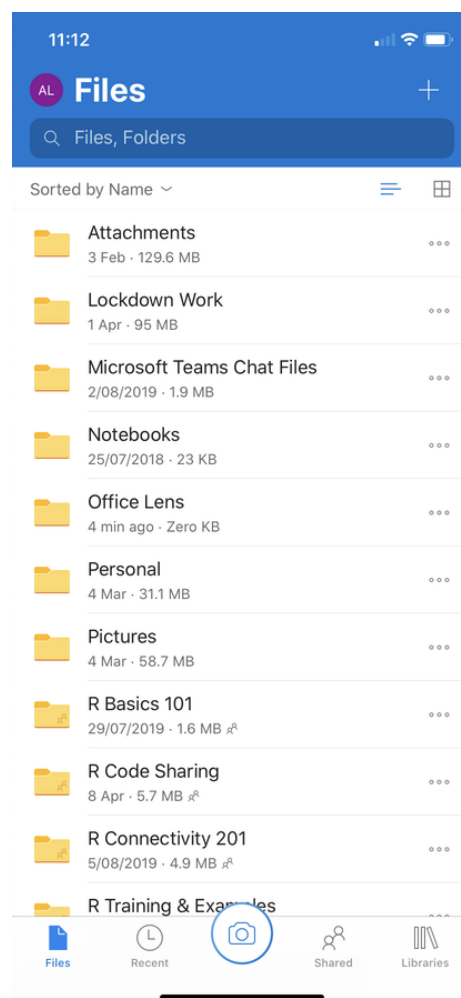 11:12
AL Files
Files, Folders
Sorted by Name
Attachments
3 Feb · 129.6 MB
Lockdown Work
1 Apr · 95 MB
Microsoft Teams Chat Files
2/08/2019 · 1.9 MB
Notebooks
25/07/2018 · 23 KB
Office Lens
4 min ago · Zero KB
Personal
4 Mar · 31.1 MB
Pictures
4 Mar · 58.7 MB
R Basics 101
29/07/2019 · 1.6 MB
R Code Sharing
8 Apr · 5.7 MB
R Connectivity 201
5/08/2019 · 4.9 MB
R Training & Examples
Files
Recent
Shared
Libraries